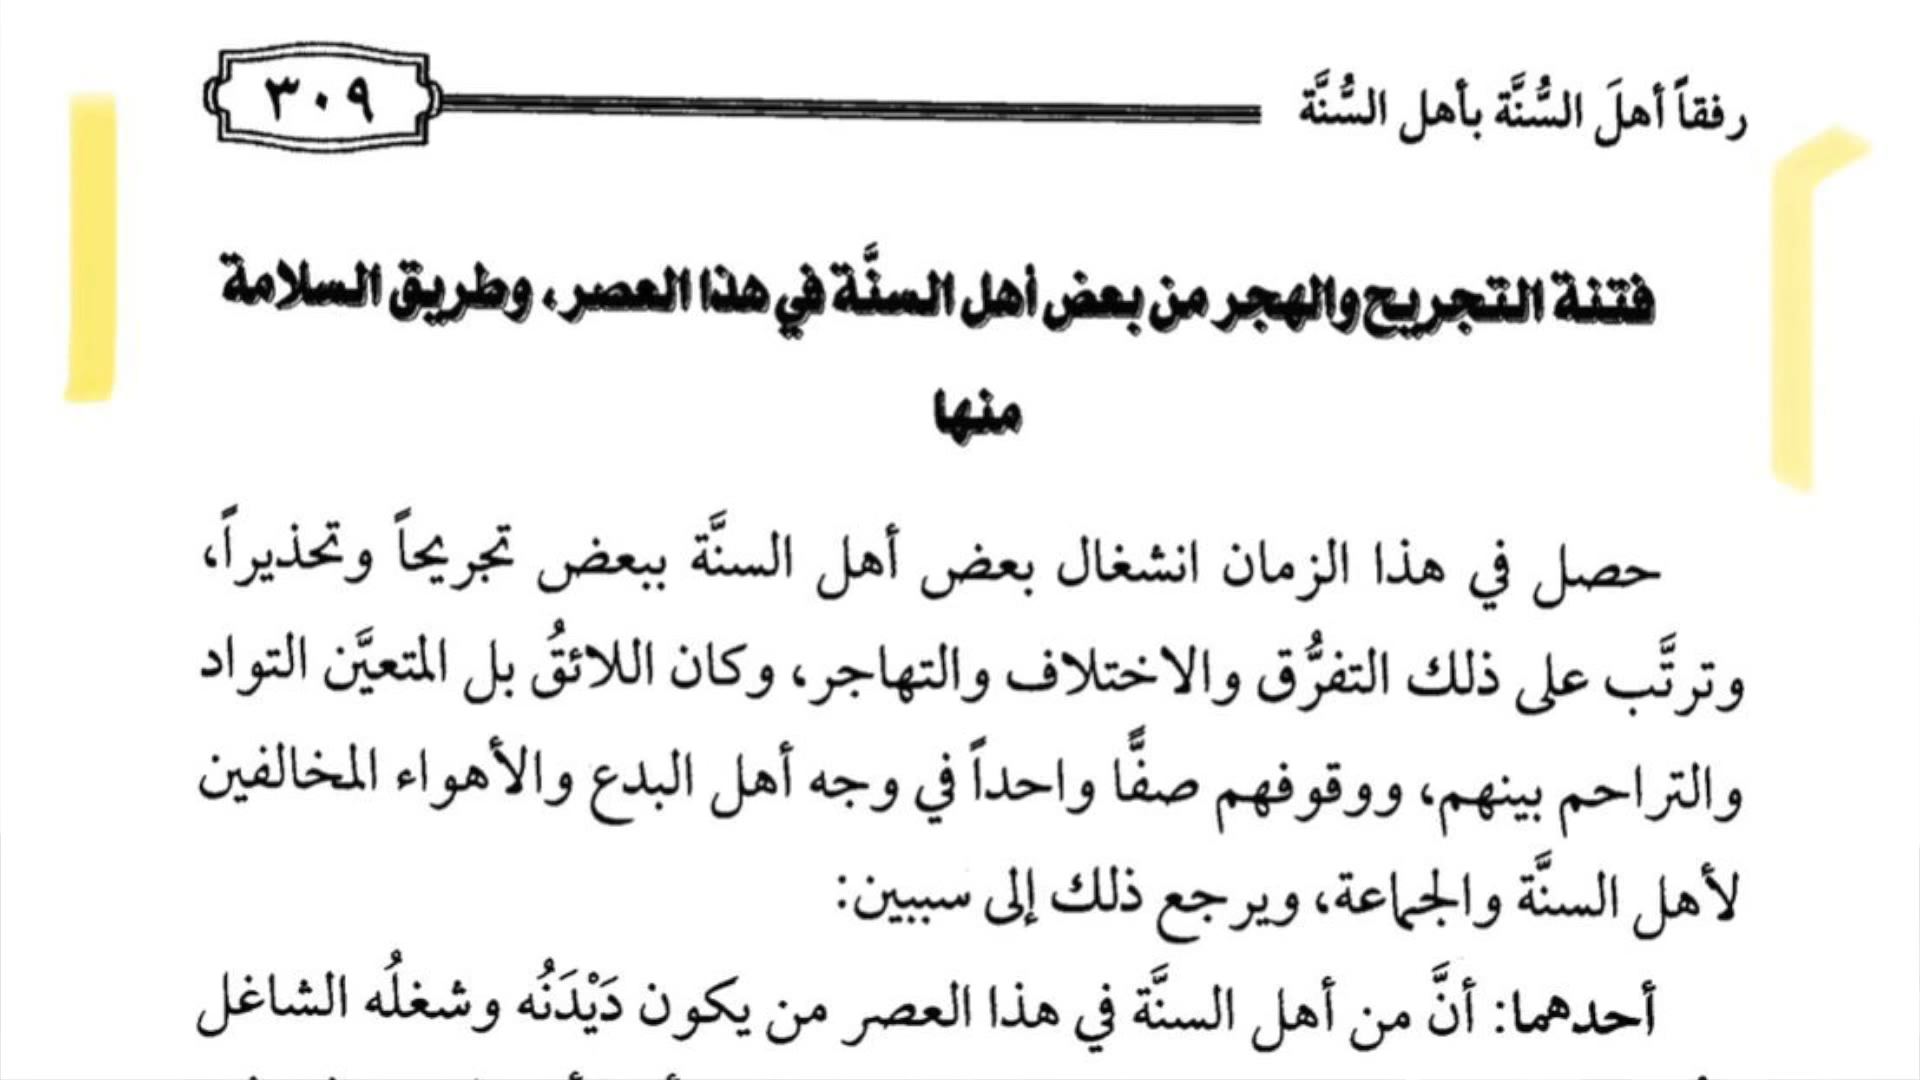 رفقاً أهلَ السُّنَّة بأهل السُّنَّة ٣٠٩
فتنة التجريح والهجر من بعض أهل السنَّة في هذا العصر، وطريق السلامة
منها
حصل في هذا الزمان انشغال بعض أهل السنَّة ببعض تجريحاً وتحذيراً،
وترتَّب على ذلك التفرُّق والاختلاف والتهاجر، وكان اللائقُ بل المتعيَّن التواد
والتراحم بينهم، ووقوفهم صفًّا واحداً في وجه أهل البدع والأهواء المخالفين
لأهل السنَّة والجماعة، ويرجع ذلك إلى سببين:
أحدهما: أنَّ من أهل السنَّة في هذا العصر من يكون دَيْدَنُه وشغلُه الشاغل